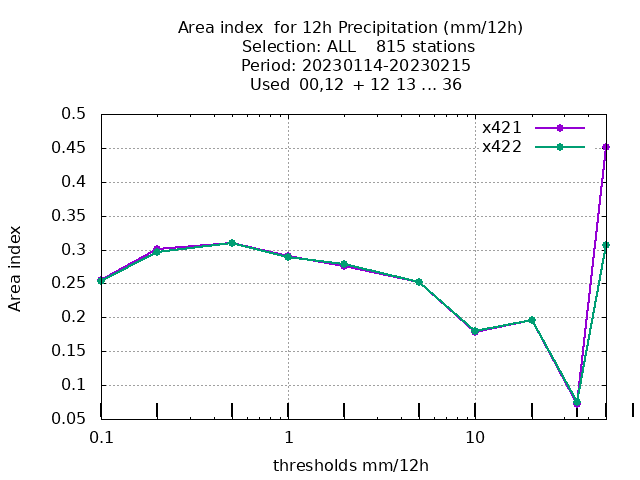 Area index  for 12h Precipitation (mm/12h)
Selection: ALL    815 stations
Period: 20230114-20230215
Used  00,12  + 12 13 ... 36
x421
x422
0.5
0.45
0.4
0.35
0.3
0.25
0.2
0.15
0.1
0.05
Area index
0.1
1
10
thresholds mm/12h